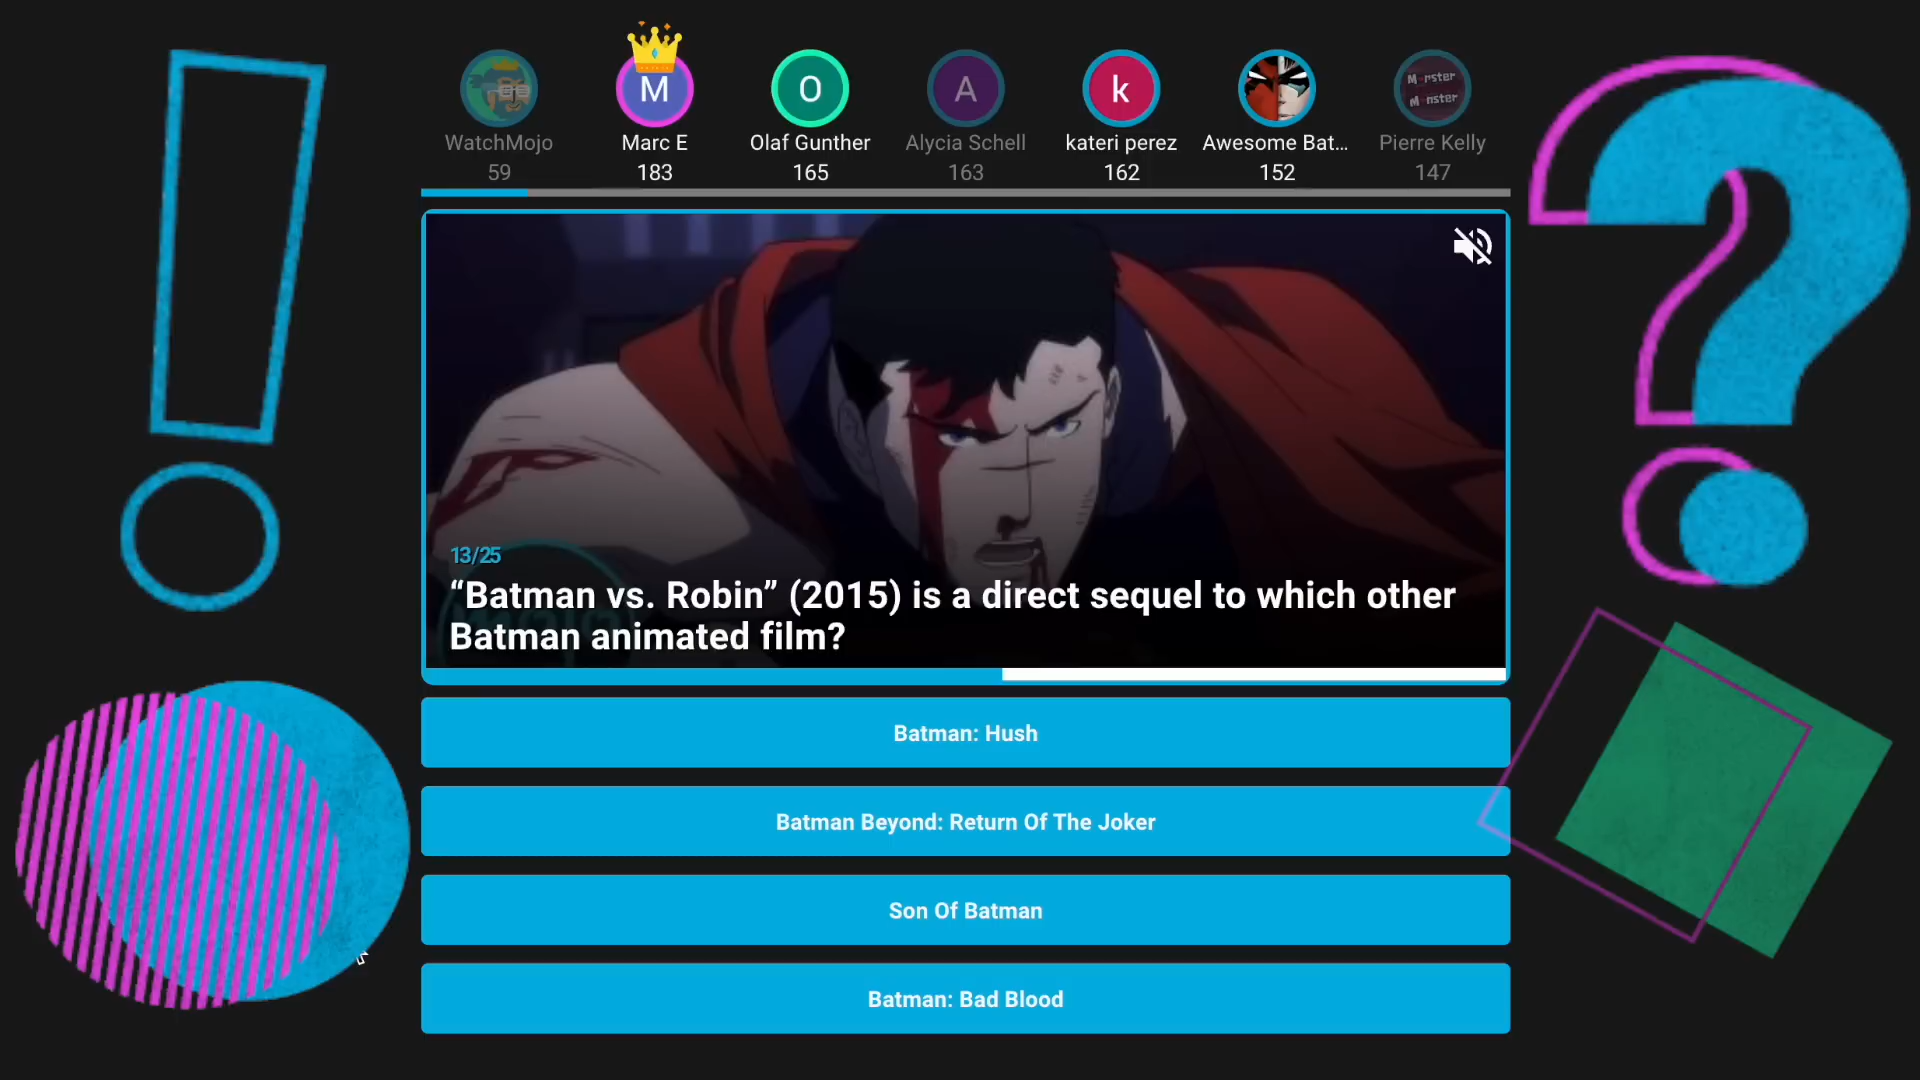 M
O
A
k
M rster
M nster
WatchMojo
Marc E
Olaf Gunther
Alycia Schell
kateri perez
Awesome Bat...
Pierre Kelly
59
183
165
163
162
152
147
13/25
“Batman vs. Robin” (2015) is a direct sequel to which other
Batman animated film?
Batman: Hush
Batman Beyond: Return Of The Joker
Son Of Batman
Batman: Bad Blood